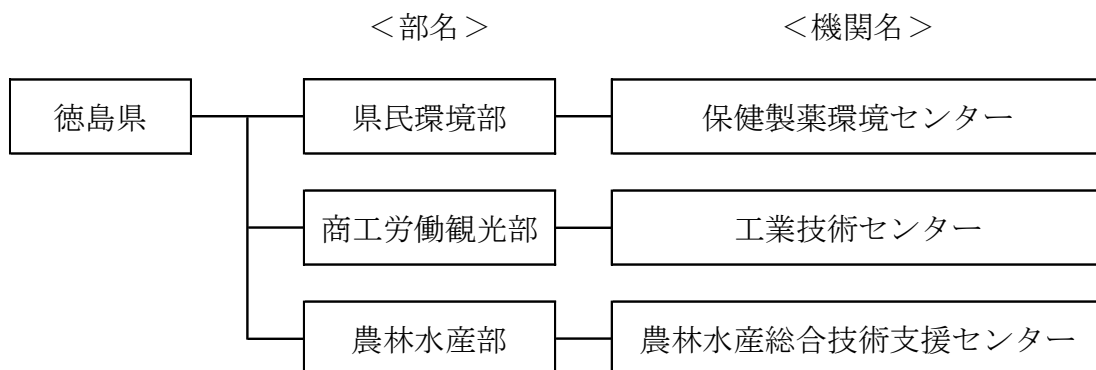 ＜部名＞ ＜機関名＞
徳島県 県民環境部 保健製薬環境センター
商工労働観光部 工業技術センター
農林水産部 農林水産総合技術支援センター